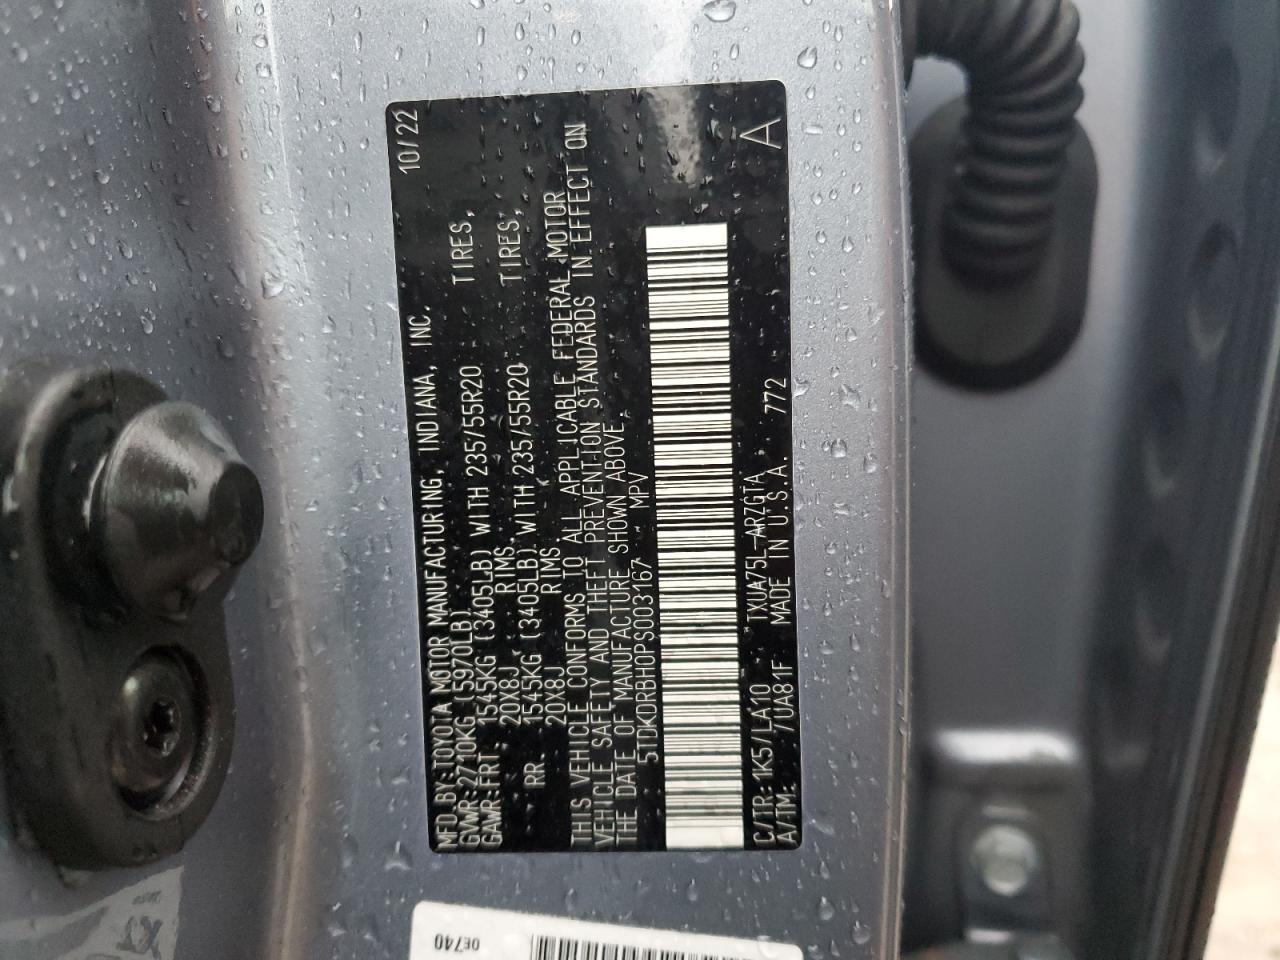 MFD. BY: TOYOTA MOTOR MANUFACTURING, INDIANA, INC. 10/22
GVWR: 2710KG (5970LB)
GAWR: FRT. 1545KG (3405LB) WITH 235/55R20 TIRES,
20X8J RIMS,
RR. 1545KG (3405LB) WITH 235/55R20 TIRES,
20X8J RIMS
THIS VEHICLE CONFORMS TO ALL APPLICABLE FEDERAL MOTOR
VEHICLE SAFETY AND THEFT PREVENTION STANDARDS IN EFFECT ON
THE DATE OF MANUFACTURE SHOWN ABOVE.
5TDKDRBH0PS003167 MPV
C/TR: 1K5/LA10 TXUA75L-ARZGTA
A/TM: /UA81F MADE IN U.S.A. 772
A
0E740